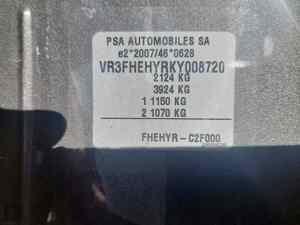 PSA AUTOMOBILES SA
e2*2007/46*0628
VR3FHEHYRKY008720
2124 KG
3924 KG
1 1150 KG
2 1070 KG
FHEHYR-C2F000